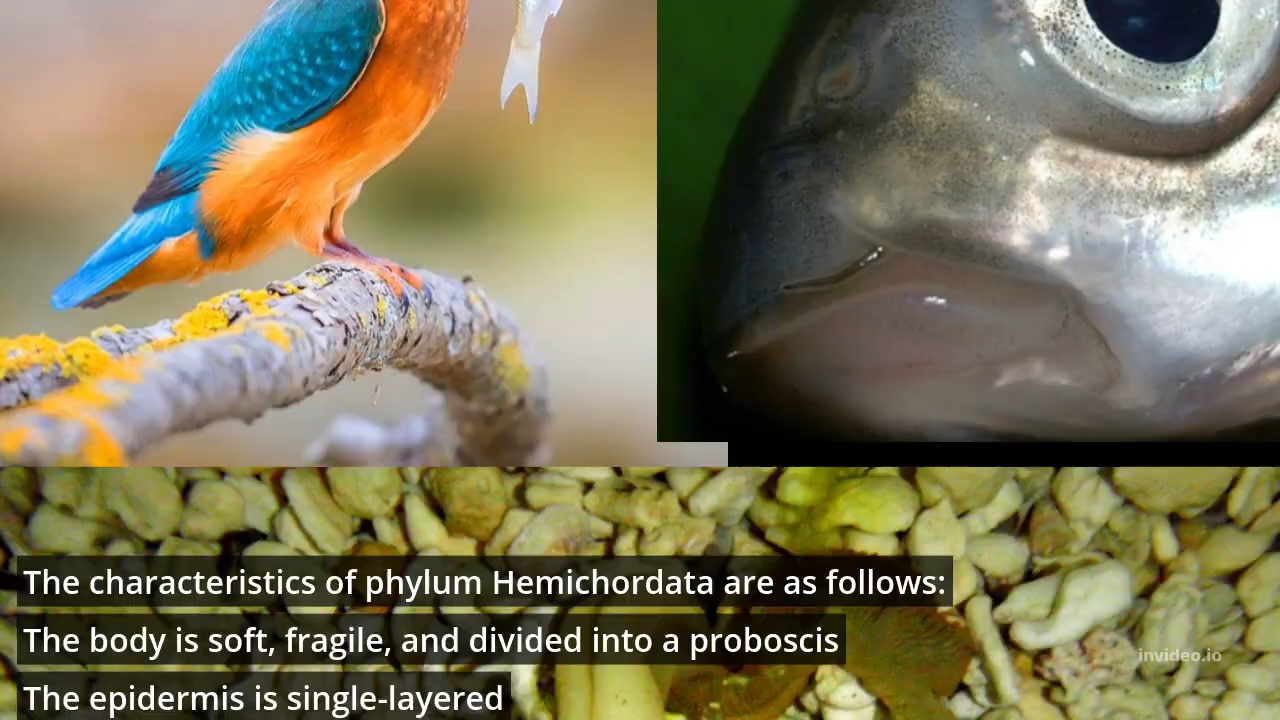 The characteristics of phylum Hemichordata are as follows:
The body is soft, fragile, and divided into a proboscis
invideo.io
The epidermis is single-layered